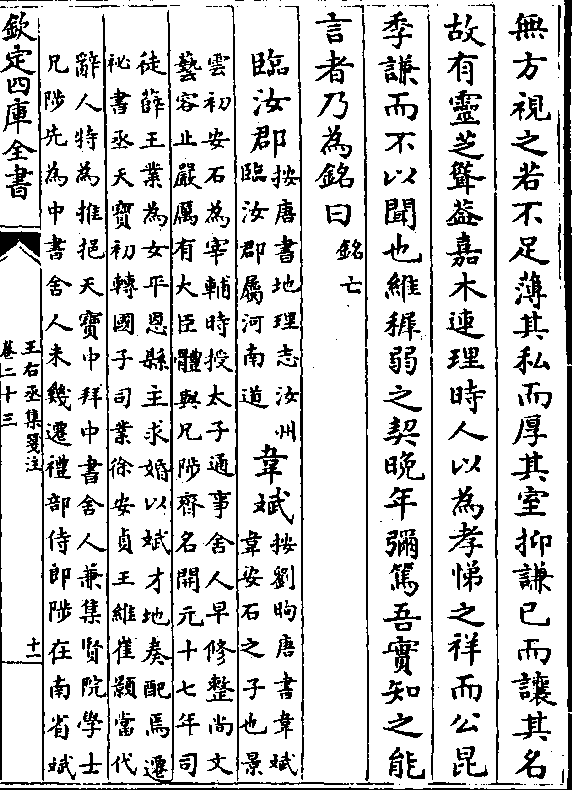 無方視之若不足薄其私而厚其室抑謙已而讓其名
故有靈芝聳葢嘉木連理時人以為孝悌之祥而公昆
季謙而不以聞也維穉弱之契晚年彌篤吾實知之能
言者乃為銘曰銘亡
臨汝郡按唐書地理志汝州臨汝郡屬河南道韋斌按劉昫唐書韋斌韋安石之子也景
雲初安石為宰輔時授太子通事舍人早修整尚文
藝容止嚴厲有大臣體與兄陟齊名開元十七年司
徒薛王業為女平恩縣主求婚以斌才地奏配焉遷
祕書丞天寶初轉國子司業徐安貞王維崔顥當代
辭人特為推挹天寶中拜中書舍人兼集賢院學士
兄陟先為中書舍人未幾遷禮部侍郎陟在南省斌
欽定四庫全書
王右丞集箋注
卷二十三
十一